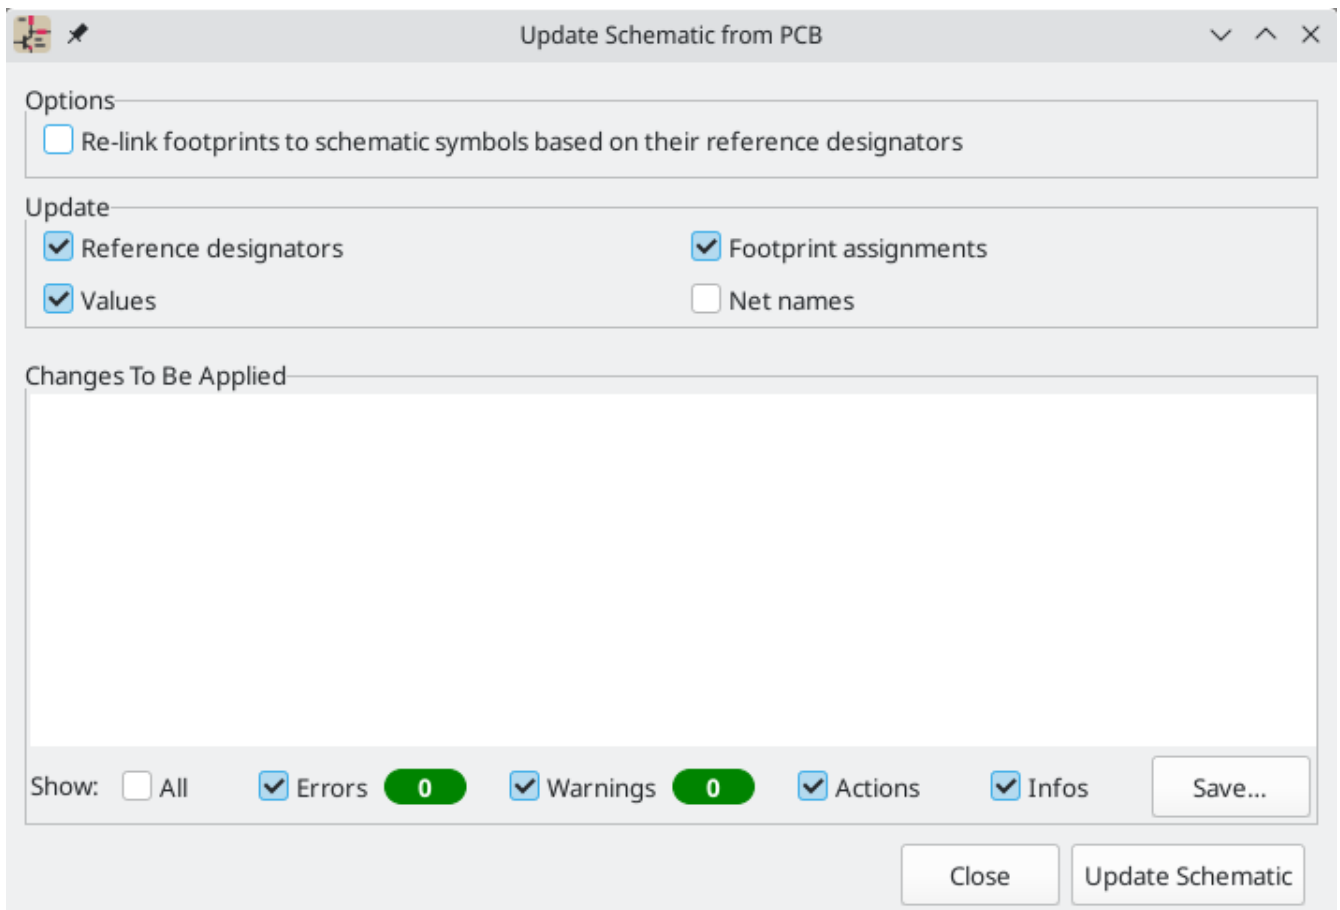 Update Schematic from PCB
Options
Re-link footprints to schematic symbols based on their reference designators
Update
Reference designators
Footprint assignments
Values
Net names
Changes To Be Applied
Show: All Errors 0 Warnings 0 Actions Infos Save...
Close Update Schematic